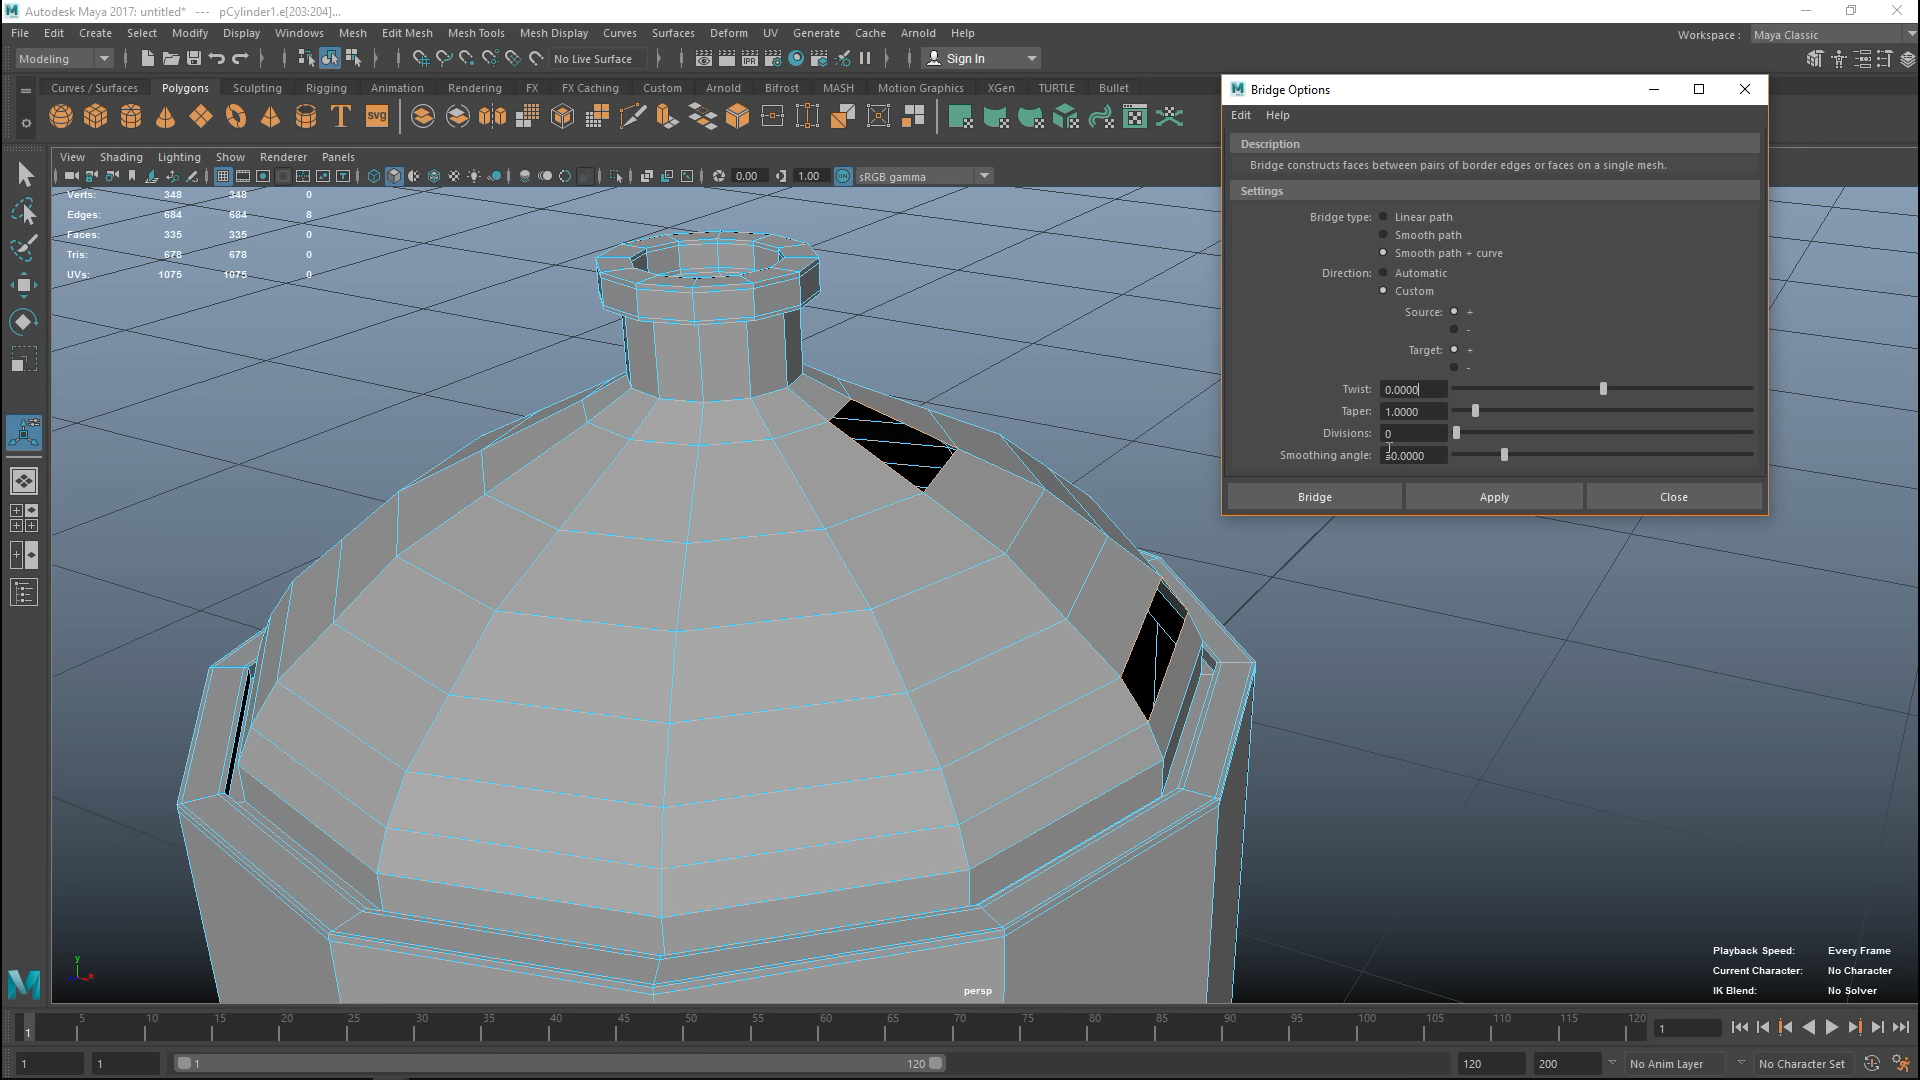 Autodesk Maya 2017: untitled*   ---   pCylinder1.e[203:204]...
File Edit Create Select Modify Display Windows Mesh Edit Mesh Mesh Tools Mesh Display Curves Surfaces Deform UV Generate Cache Arnold Help
Workspace : Maya Classic
Modeling No Live Surface IPR Sign In
Curves / Surfaces Polygons Sculpting Rigging Animation Rendering FX FX Caching Custom Arnold Bifrost MASH Motion Graphics XGen TURTLE Bullet
T SVG
View Shading Lighting Show Renderer Panels
0.00 1.00 ON sRGB gamma
Verts: 348 348 0
Edges: 684 684 8
Faces: 335 335 0
Tris: 678 678 0
UVs: 1075 1075 0
Bridge Options
Edit Help
Description
Bridge constructs faces between pairs of border edges or faces on a single mesh.
Settings
Bridge type: Linear path
Smooth path
Smooth path + curve
Direction: Automatic
Custom
Source: +
-
Target: +
-
Twist: 0.0000
Taper: 1.0000
Divisions: 0
Smoothing angle: 30.0000
Bridge Apply Close
y
x
persp
Playback Speed: Every Frame
Current Character: No Character
IK Blend: No Solver
1 5 10 15 20 25 30 35 40 45 50 55 60 65 70 75 80 85 90 95 100 105 110 115 120 1
1 1 1 120 120 200 No Anim Layer No Character Set